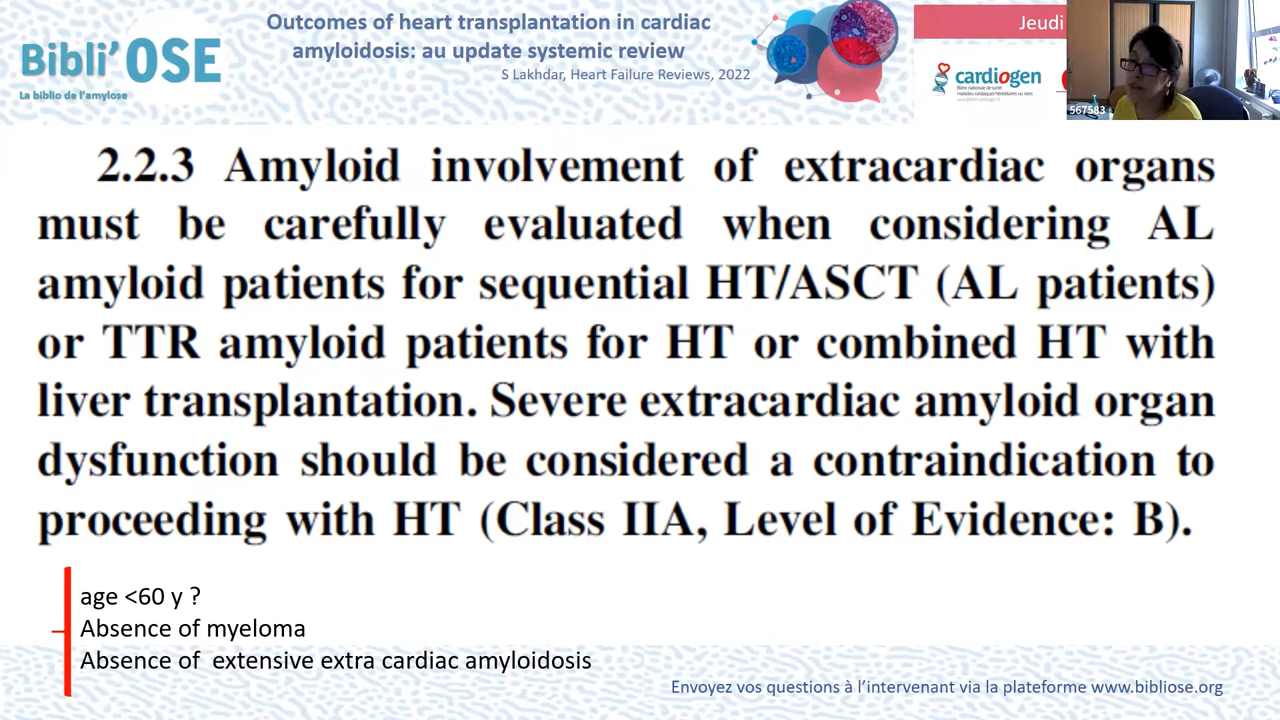 Outcomes of heart transplantation in cardiac
amyloidosis: au update systemic review
S Lakhdar, Heart Failure Reviews, 2022
Bibli'OSE
La biblio de l'amylose
Jeudi
cardiogen
567583
2.2.3 Amyloid involvement of extracardiac organs
must be carefully evaluated when considering AL
amyloid patients for sequential HT/ASCT (AL patients)
or TTR amyloid patients for HT or combined HT with
liver transplantation. Severe extracardiac amyloid organ
dysfunction should be considered a contraindication to
proceeding with HT (Class IIA, Level of Evidence: B).
age <60 y ?
Absence of myeloma
Absence of extensive extra cardiac amyloidosis
Envoyez vos questions à l'intervenant via la plateforme www.bibliose.org